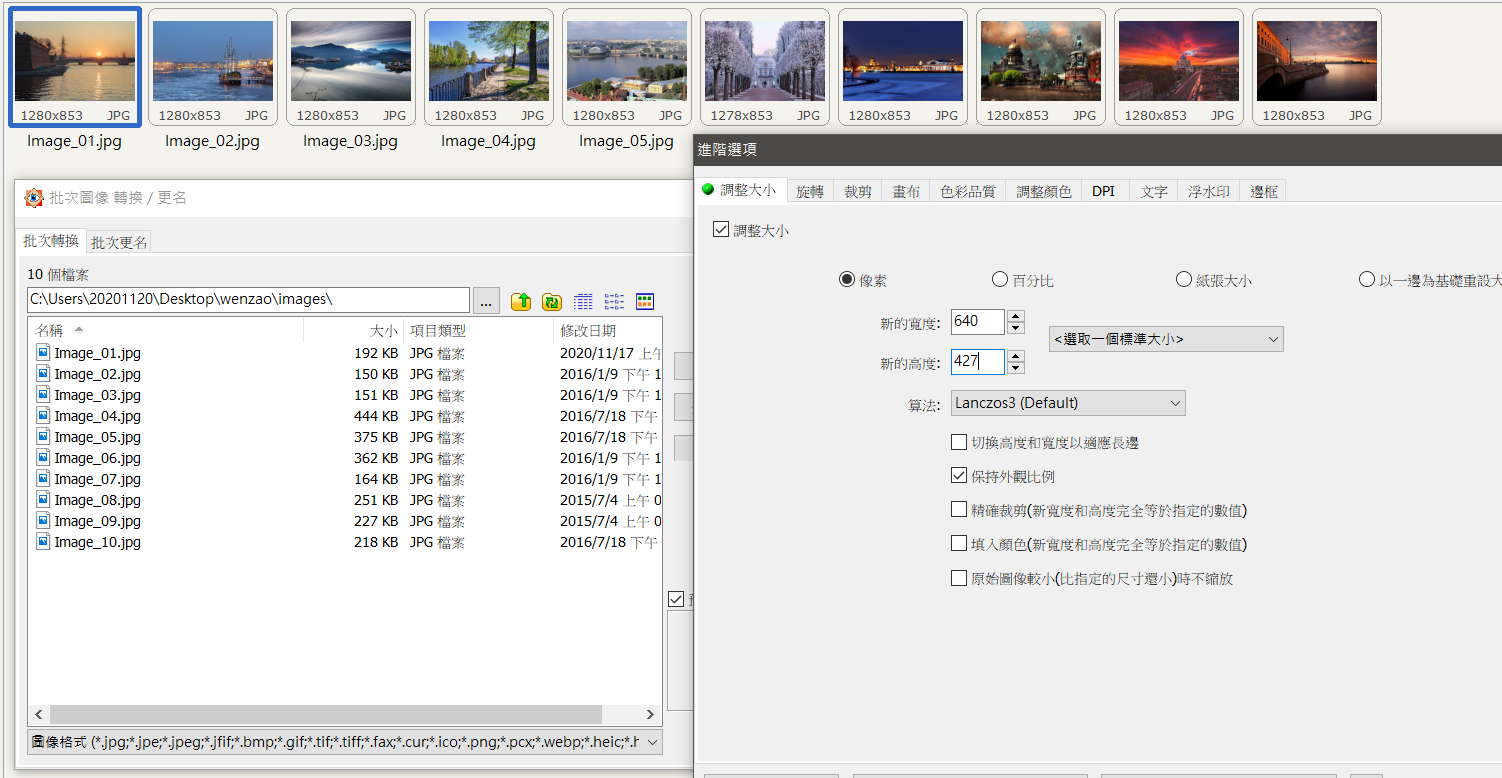 1280x853 JPG
1280x853 JPG
1280x853 JPG
1280x853 JPG
1280x853 JPG
1278x853 JPG
1280x853 JPG
1280x853 JPG
1280x853 JPG
1280x853 JPG
Image_01.jpg
Image_02.jpg
Image_03.jpg
Image_04.jpg
Image_05.jpg
批次圖像 轉換 / 更名
批次轉換 批次更名
10 個檔案
C:\Users\20201120\Desktop\wenzao\images\
...
名稱 大小 項目類型 修改日期
Image_01.jpg 192 KB JPG 檔案 2020/11/17 上午
Image_02.jpg 150 KB JPG 檔案 2016/1/9 下午 1
Image_03.jpg 151 KB JPG 檔案 2016/1/9 下午 1
Image_04.jpg 444 KB JPG 檔案 2016/7/18 下午
Image_05.jpg 375 KB JPG 檔案 2016/7/18 下午
Image_06.jpg 362 KB JPG 檔案 2016/1/9 下午 1
Image_07.jpg 164 KB JPG 檔案 2016/1/9 下午 1
Image_08.jpg 251 KB JPG 檔案 2015/7/4 上午 0
Image_09.jpg 227 KB JPG 檔案 2015/7/4 上午 0
Image_10.jpg 218 KB JPG 檔案 2016/7/18 下午
圖像格式 (*.jpg;*.jpe;*.jpeg;*.jfif;*.bmp;*.gif;*.tif;*.tiff;*.fax;*.cur;*.ico;*.png;*.pcx;*.webp;*.heic;*.h
進階選項
調整大小 旋轉 裁剪 畫布 色彩品質 調整顏色 DPI 文字 浮水印 邊框
調整大小
像素 百分比 紙張大小 以一邊為基礎重設大
新的寬度: 640
<選取一個標準大小>
新的高度: 427
算法: Lanczos3 (Default)
切換高度和寬度以適應長邊
保持外觀比例
精確裁剪(新寬度和高度完全等於指定的數值)
填入顏色(新寬度和高度完全等於指定的數值)
原始圖像較小(比指定的尺寸還小)時不縮放